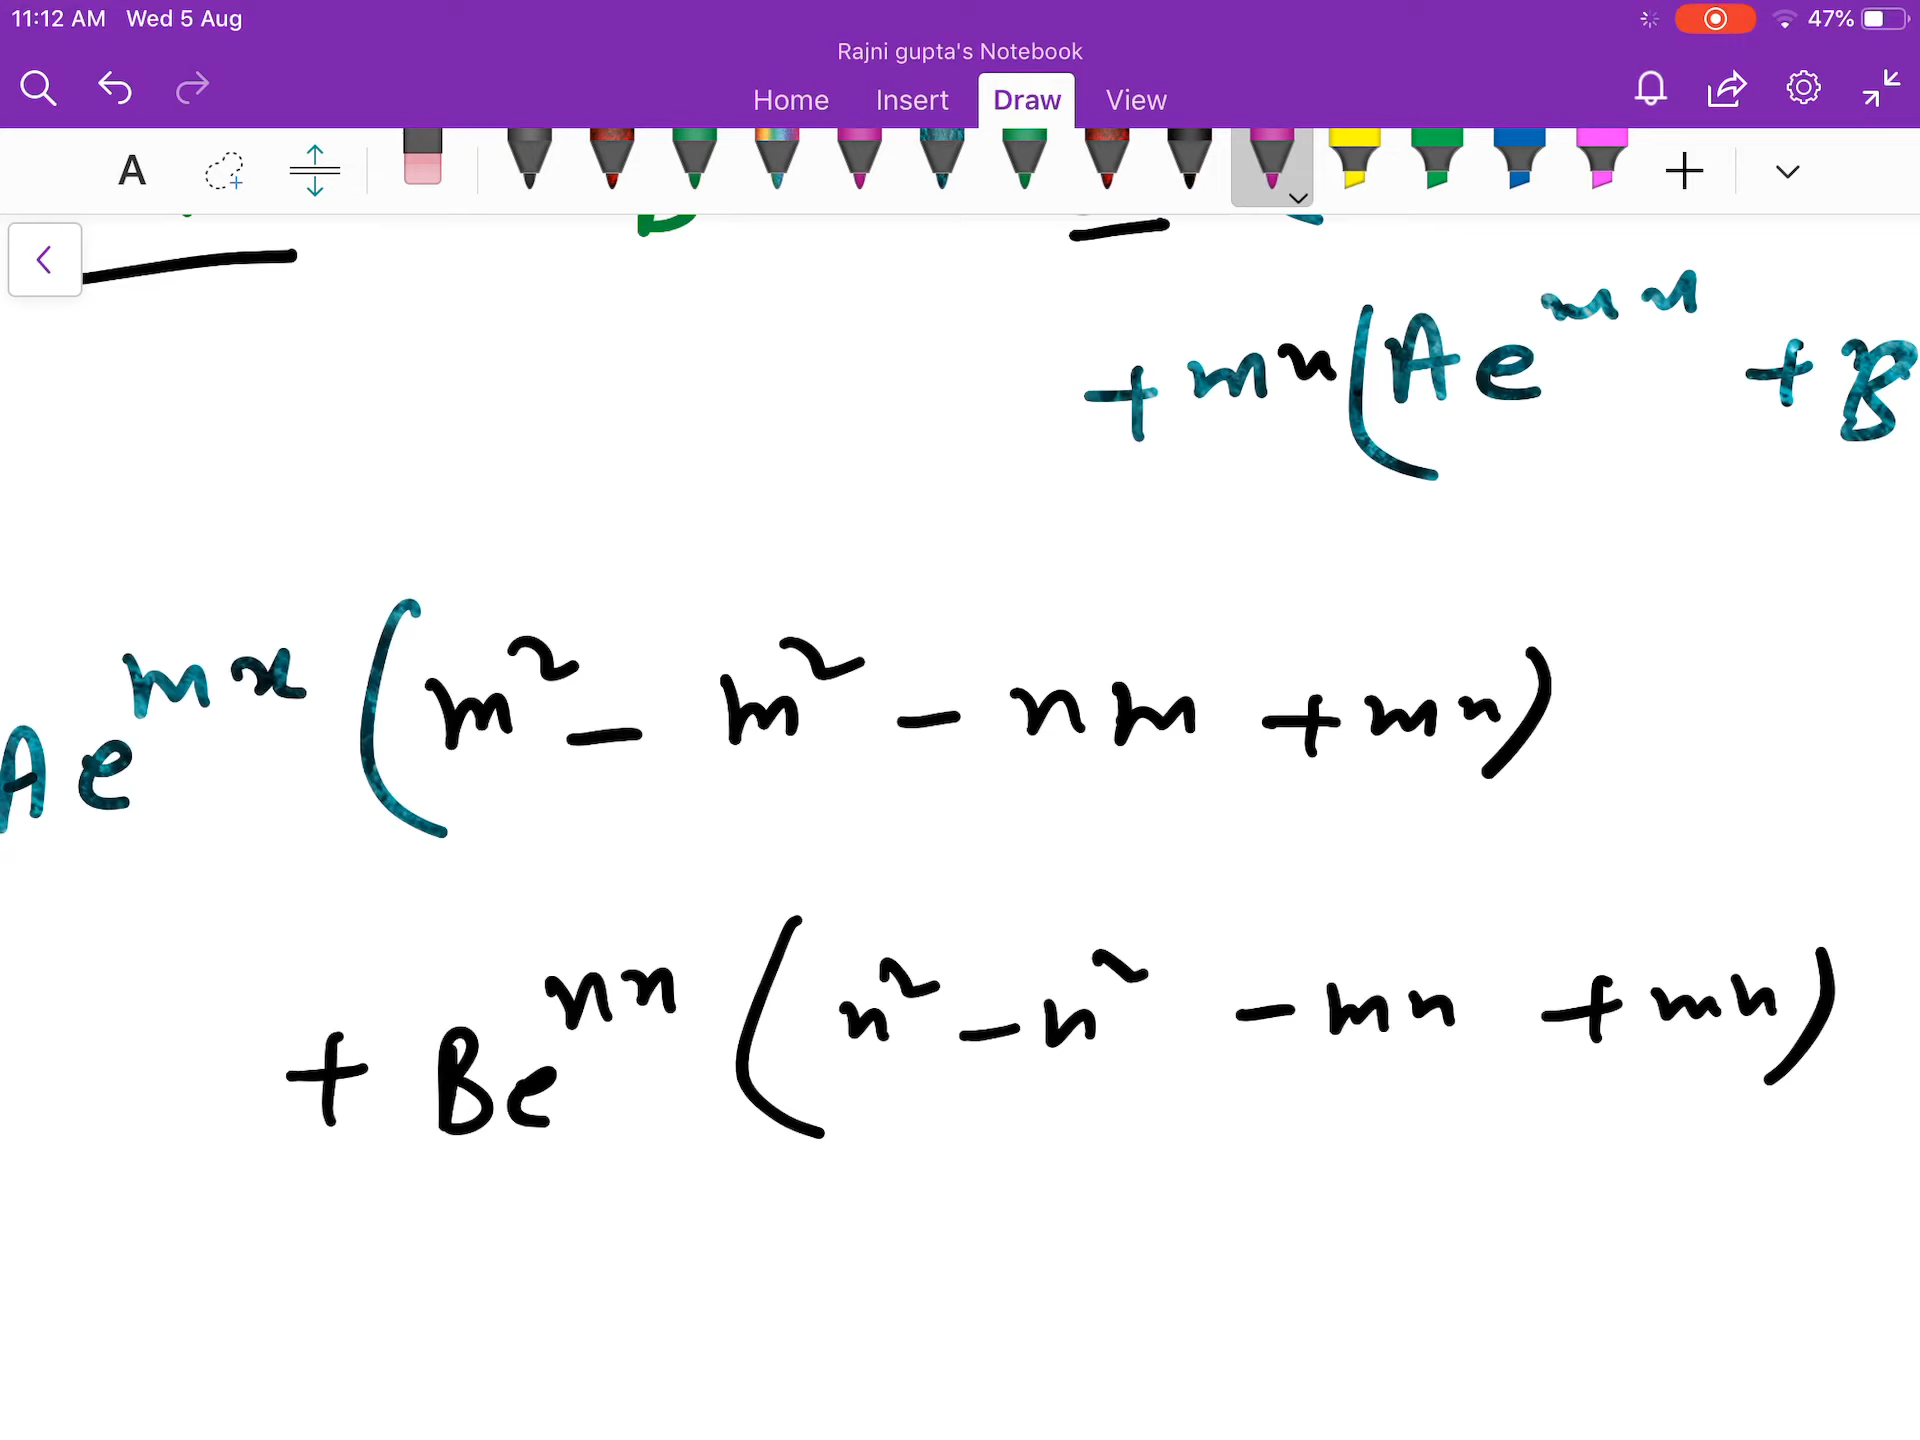 11:12 AM Wed 5 Aug
47%
Rajni gupta's Notebook
Home Insert Draw View
A
+ mn (Ae^mx + B
Ae^mx (m² - m² - nm + mn)
+ Be^nx (n² - n² - mn + mn)